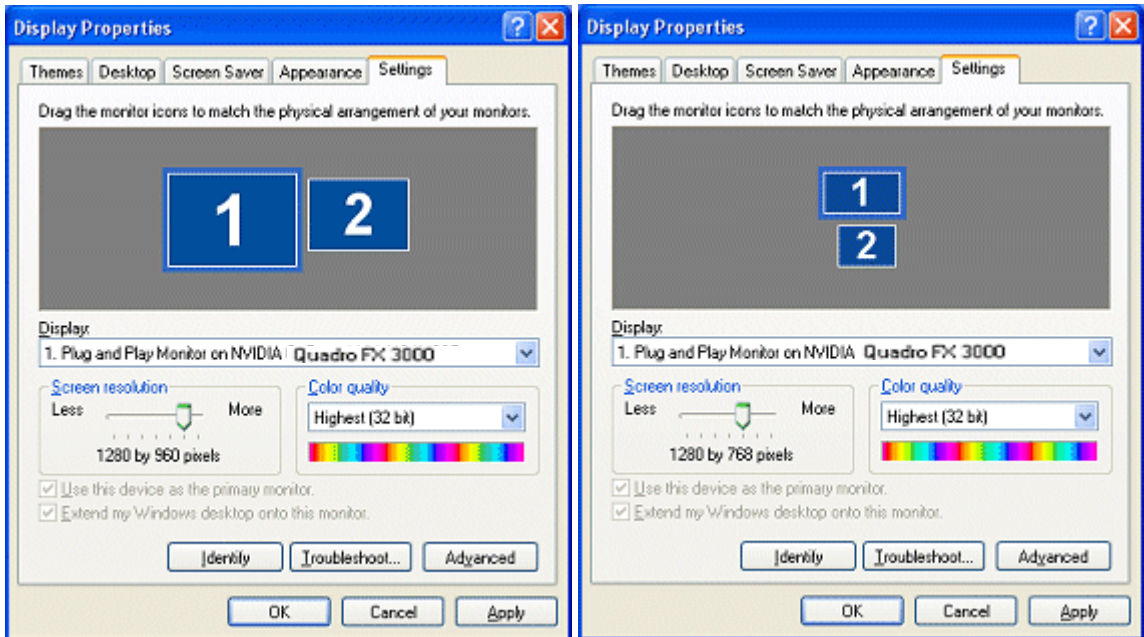 Display Properties
Themes Desktop Screen Saver Appearance Settings
Drag the monitor icons to match the physical arrangement of your monitors.
1 2
Display:
1. Plug and Play Monitor on NVIDIA Quadro FX 3000
Screen resolution
Less More
1280 by 960 pixels
Color quality
Highest (32 bit)
Use this device as the primary monitor.
Extend my Windows desktop onto this monitor.
Identify Troubleshoot... Advanced
OK Cancel Apply
Display Properties
Themes Desktop Screen Saver Appearance Settings
Drag the monitor icons to match the physical arrangement of your monitors.
1
2
Display:
1. Plug and Play Monitor on NVIDIA Quadro FX 3000
Screen resolution
Less More
1280 by 768 pixels
Color quality
Highest (32 bit)
Use this device as the primary monitor.
Extend my Windows desktop onto this monitor.
Identify Troubleshoot... Advanced
OK Cancel Apply